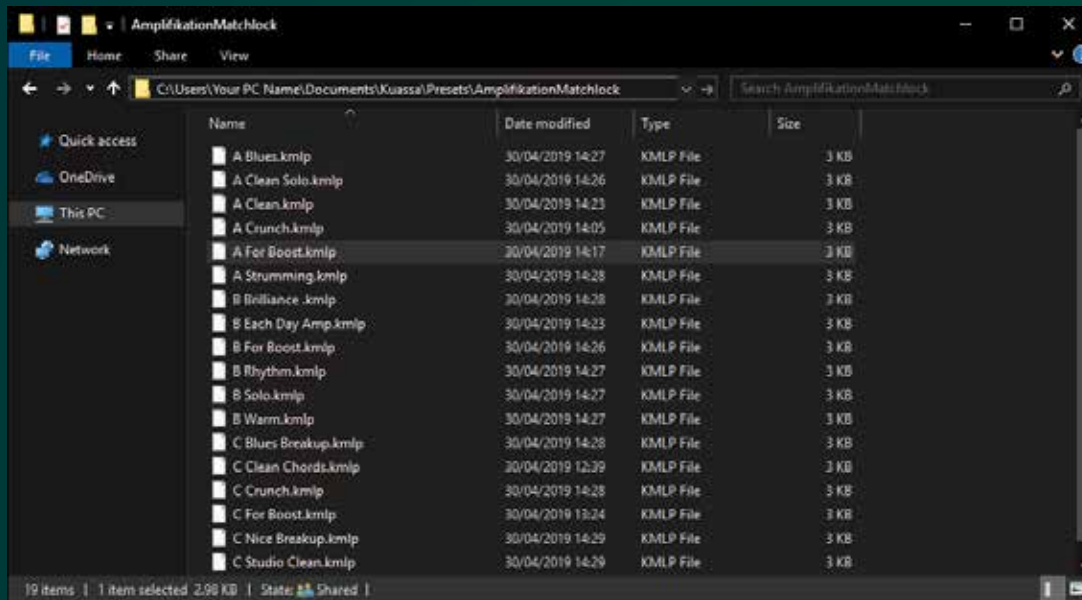 AmplifikationMatchlock
File Home Share View
C:\Users\Your PC Name\Documents\Kuassa\Presets\AmplifikationMatchlock Search AmplifikationMatchlock
Name Date modified Type Size
Quick access
OneDrive
This PC
Network
A Blues.kmlp 30/04/2019 14:27 KMLP File 3 KB
A Clean Solo.kmlp 30/04/2019 14:26 KMLP File 3 KB
A Clean.kmlp 30/04/2019 14:23 KMLP File 3 KB
A Crunch.kmlp 30/04/2019 14:05 KMLP File 3 KB
A For Boost.kmlp 30/04/2019 14:17 KMLP File 3 KB
A Strumming.kmlp 30/04/2019 14:28 KMLP File 3 KB
B Brilliance .kmlp 30/04/2019 14:28 KMLP File 3 KB
B Each Day Amp.kmlp 30/04/2019 14:23 KMLP File 3 KB
B For Boost.kmlp 30/04/2019 14:26 KMLP File 3 KB
B Rhythm.kmlp 30/04/2019 14:27 KMLP File 3 KB
B Solo.kmlp 30/04/2019 14:27 KMLP File 3 KB
B Warm.kmlp 30/04/2019 14:27 KMLP File 3 KB
C Blues Breakup.kmlp 30/04/2019 14:28 KMLP File 3 KB
C Clean Chords.kmlp 30/04/2019 12:39 KMLP File 3 KB
C Crunch.kmlp 30/04/2019 14:28 KMLP File 3 KB
C For Boost.kmlp 30/04/2019 13:24 KMLP File 3 KB
C Nice Breakup.kmlp 30/04/2019 14:29 KMLP File 3 KB
C Studio Clean.kmlp 30/04/2019 14:29 KMLP File 3 KB
19 items | 1 item selected 2.98 KB | State: Shared |